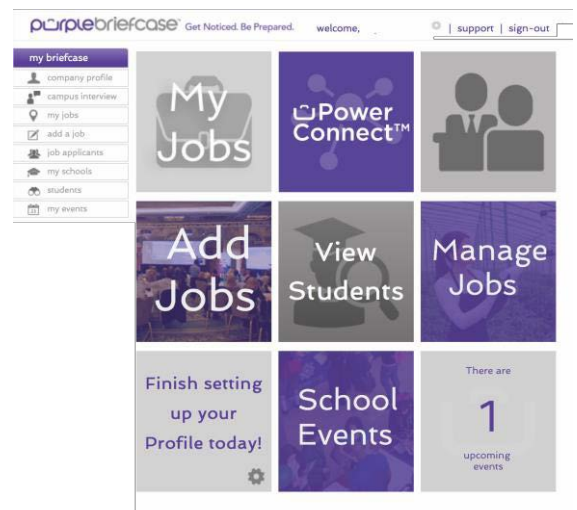 purplebriefcase® Get Noticed. Be Prepared. welcome, | support | sign-out
my briefcase
company profile
campus interview
my jobs
add a job
job applicants
my schools
students
my events
My
Jobs
Power
Connect™
Add
Jobs
View
Students
Manage
Jobs
Finish setting
up your
Profile today!
School
Events
There are
1
upcoming
events